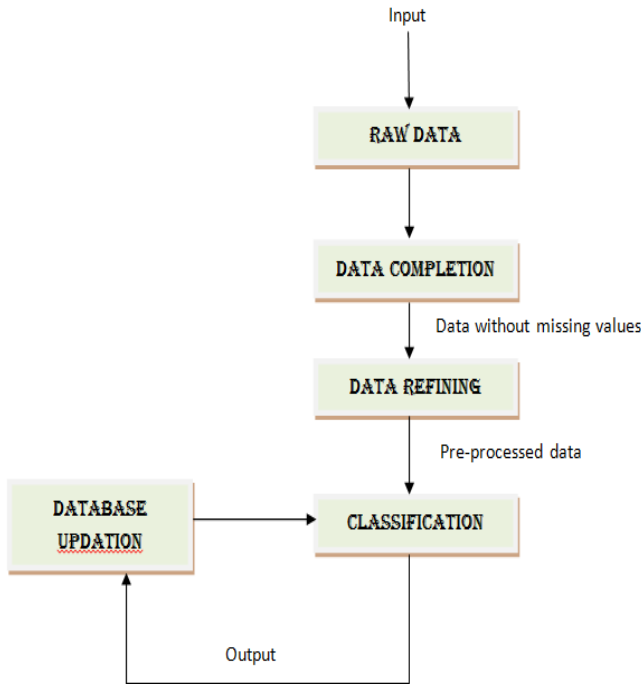 Input
RAW DATA
DATA COMPLETION
Data without missing values
DATA REFINING
Pre-processed data
DATABASE
UPDATION
CLASSIFICATION
Output